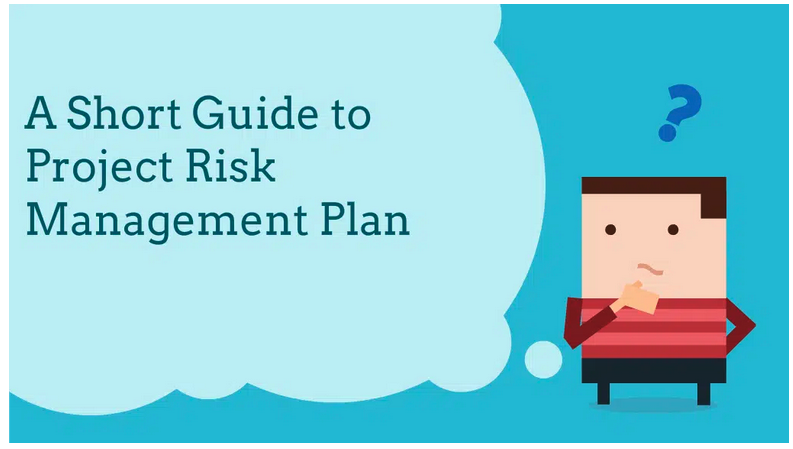 A Short Guide to
Project Risk
Management Plan
?